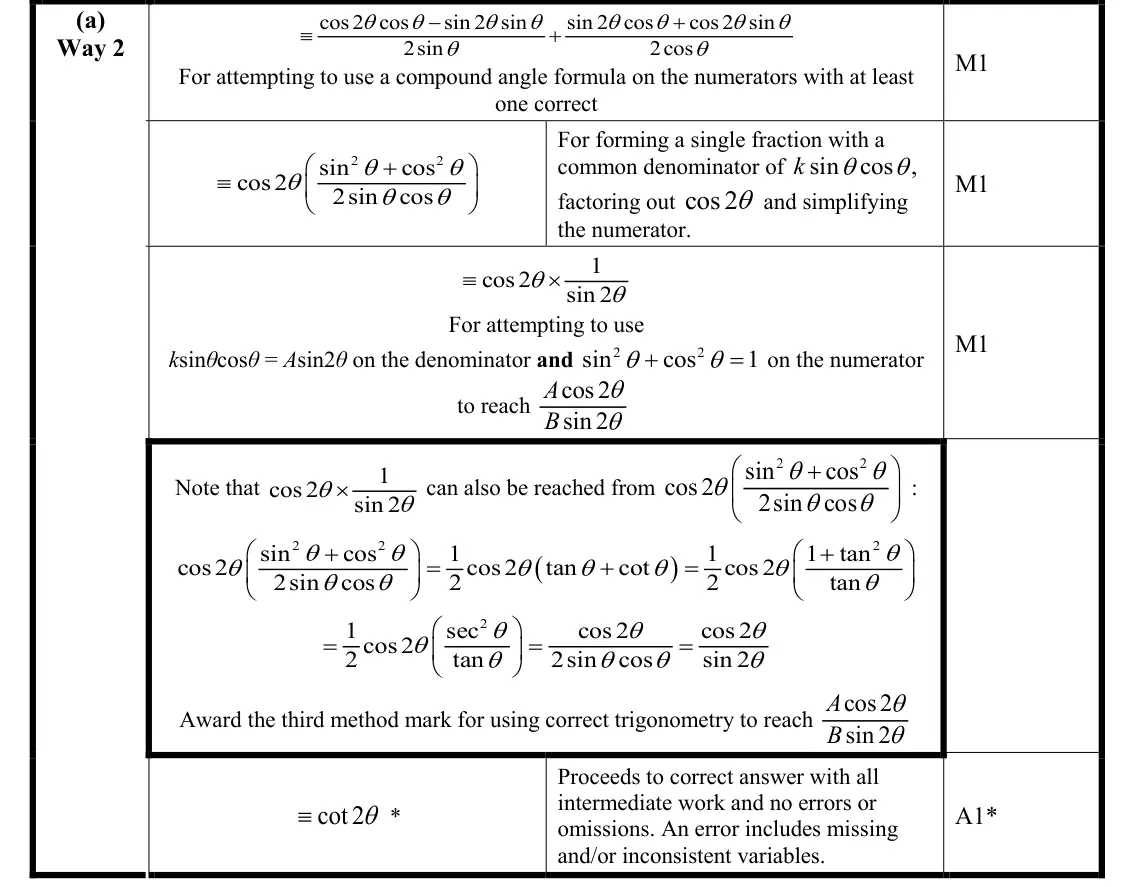 (a)
Way 2
≡ (cos 2θ cos θ − sin 2θ sin θ)/(2 sin θ) + (sin 2θ cos θ + cos 2θ sin θ)/(2 cos θ)
For attempting to use a compound angle formula on the numerators with at least
one correct
M1
≡ cos 2θ ((sin² θ + cos² θ)/(2 sin θ cos θ))
For forming a single fraction with a
common denominator of k sin θ cos θ,
factoring out cos 2θ and simplifying
the numerator.
M1
≡ cos 2θ × 1/(sin 2θ)
For attempting to use
ksinθcosθ = Asin2θ on the denominator and sin² θ + cos² θ = 1 on the numerator
to reach (A cos 2θ)/(B sin 2θ)
M1
Note that cos 2θ × 1/(sin 2θ) can also be reached from cos 2θ ((sin² θ + cos² θ)/(2 sin θ cos θ)) :
cos 2θ ((sin² θ + cos² θ)/(2 sin θ cos θ)) = 1/2 cos 2θ (tan θ + cot θ) = 1/2 cos 2θ ((1 + tan² θ)/(tan θ))
= 1/2 cos 2θ ((sec² θ)/(tan θ)) = (cos 2θ)/(2 sin θ cos θ) = (cos 2θ)/(sin 2θ)
Award the third method mark for using correct trigonometry to reach (A cos 2θ)/(B sin 2θ)
≡ cot 2θ *
Proceeds to correct answer with all
intermediate work and no errors or
omissions. An error includes missing
and/or inconsistent variables.
A1*